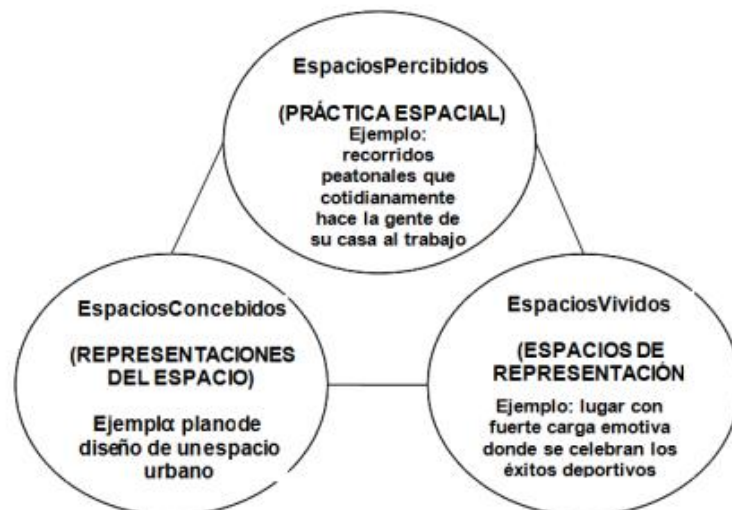 EspaciosPercibidos
(PRÁCTICA ESPACIAL)
Ejemplo:
recorridos
peatonales que
cotidianamente
hace la gente de
su casa al trabajo
EspaciosConcebidos
(REPRESENTACIONES
DEL ESPACIO)
Ejemplα planode
diseño de unespacio
urbano
EspaciosVividos
(ESPACIOS DE
REPRESENTACIÓN
Ejemplo: lugar con
fuerte carga emotiva
donde se celebran los
éxitos deportivos